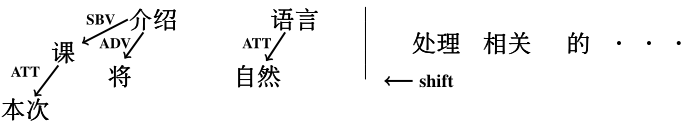 SBV 介绍 语言
课 ADV ATT 处理 相关 的 · · ·
ATT 将 自然 shift
本次